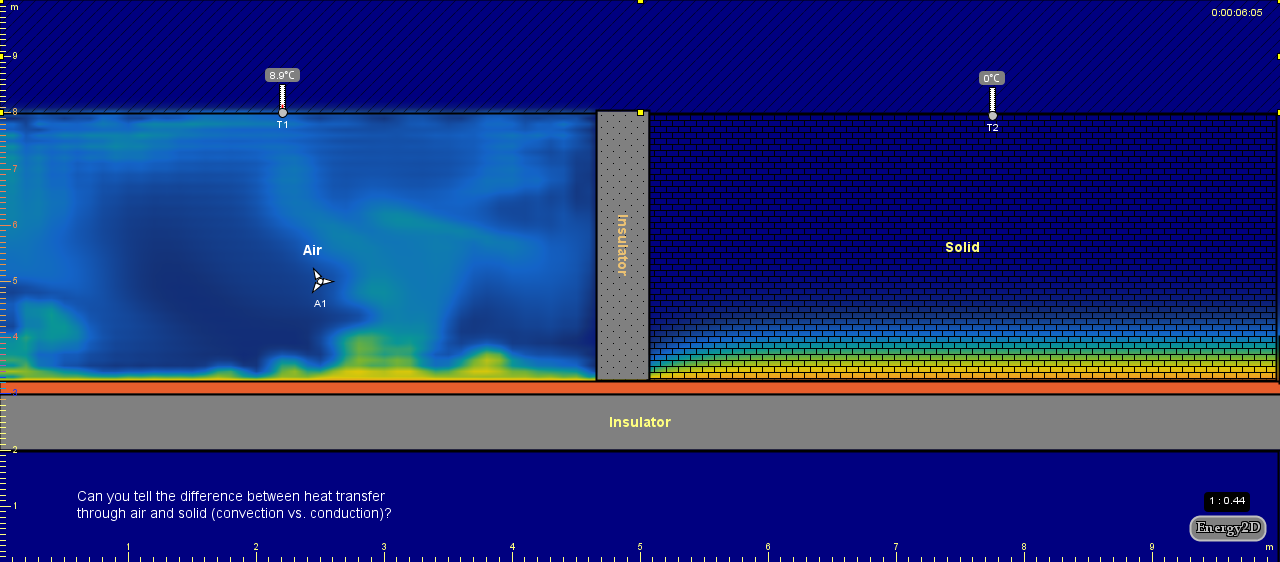 m
0:00:06:05
9
8.9°C
0°C
8
T1
T2
7
6
Insulator
Air
Solid
5
A1
4
3
Insulator
2
Can you tell the difference between heat transfer
through air and solid (convection vs. conduction)?
1
1 : 0.44
Energy2D
1 2 3 4 5 6 7 8 9 m